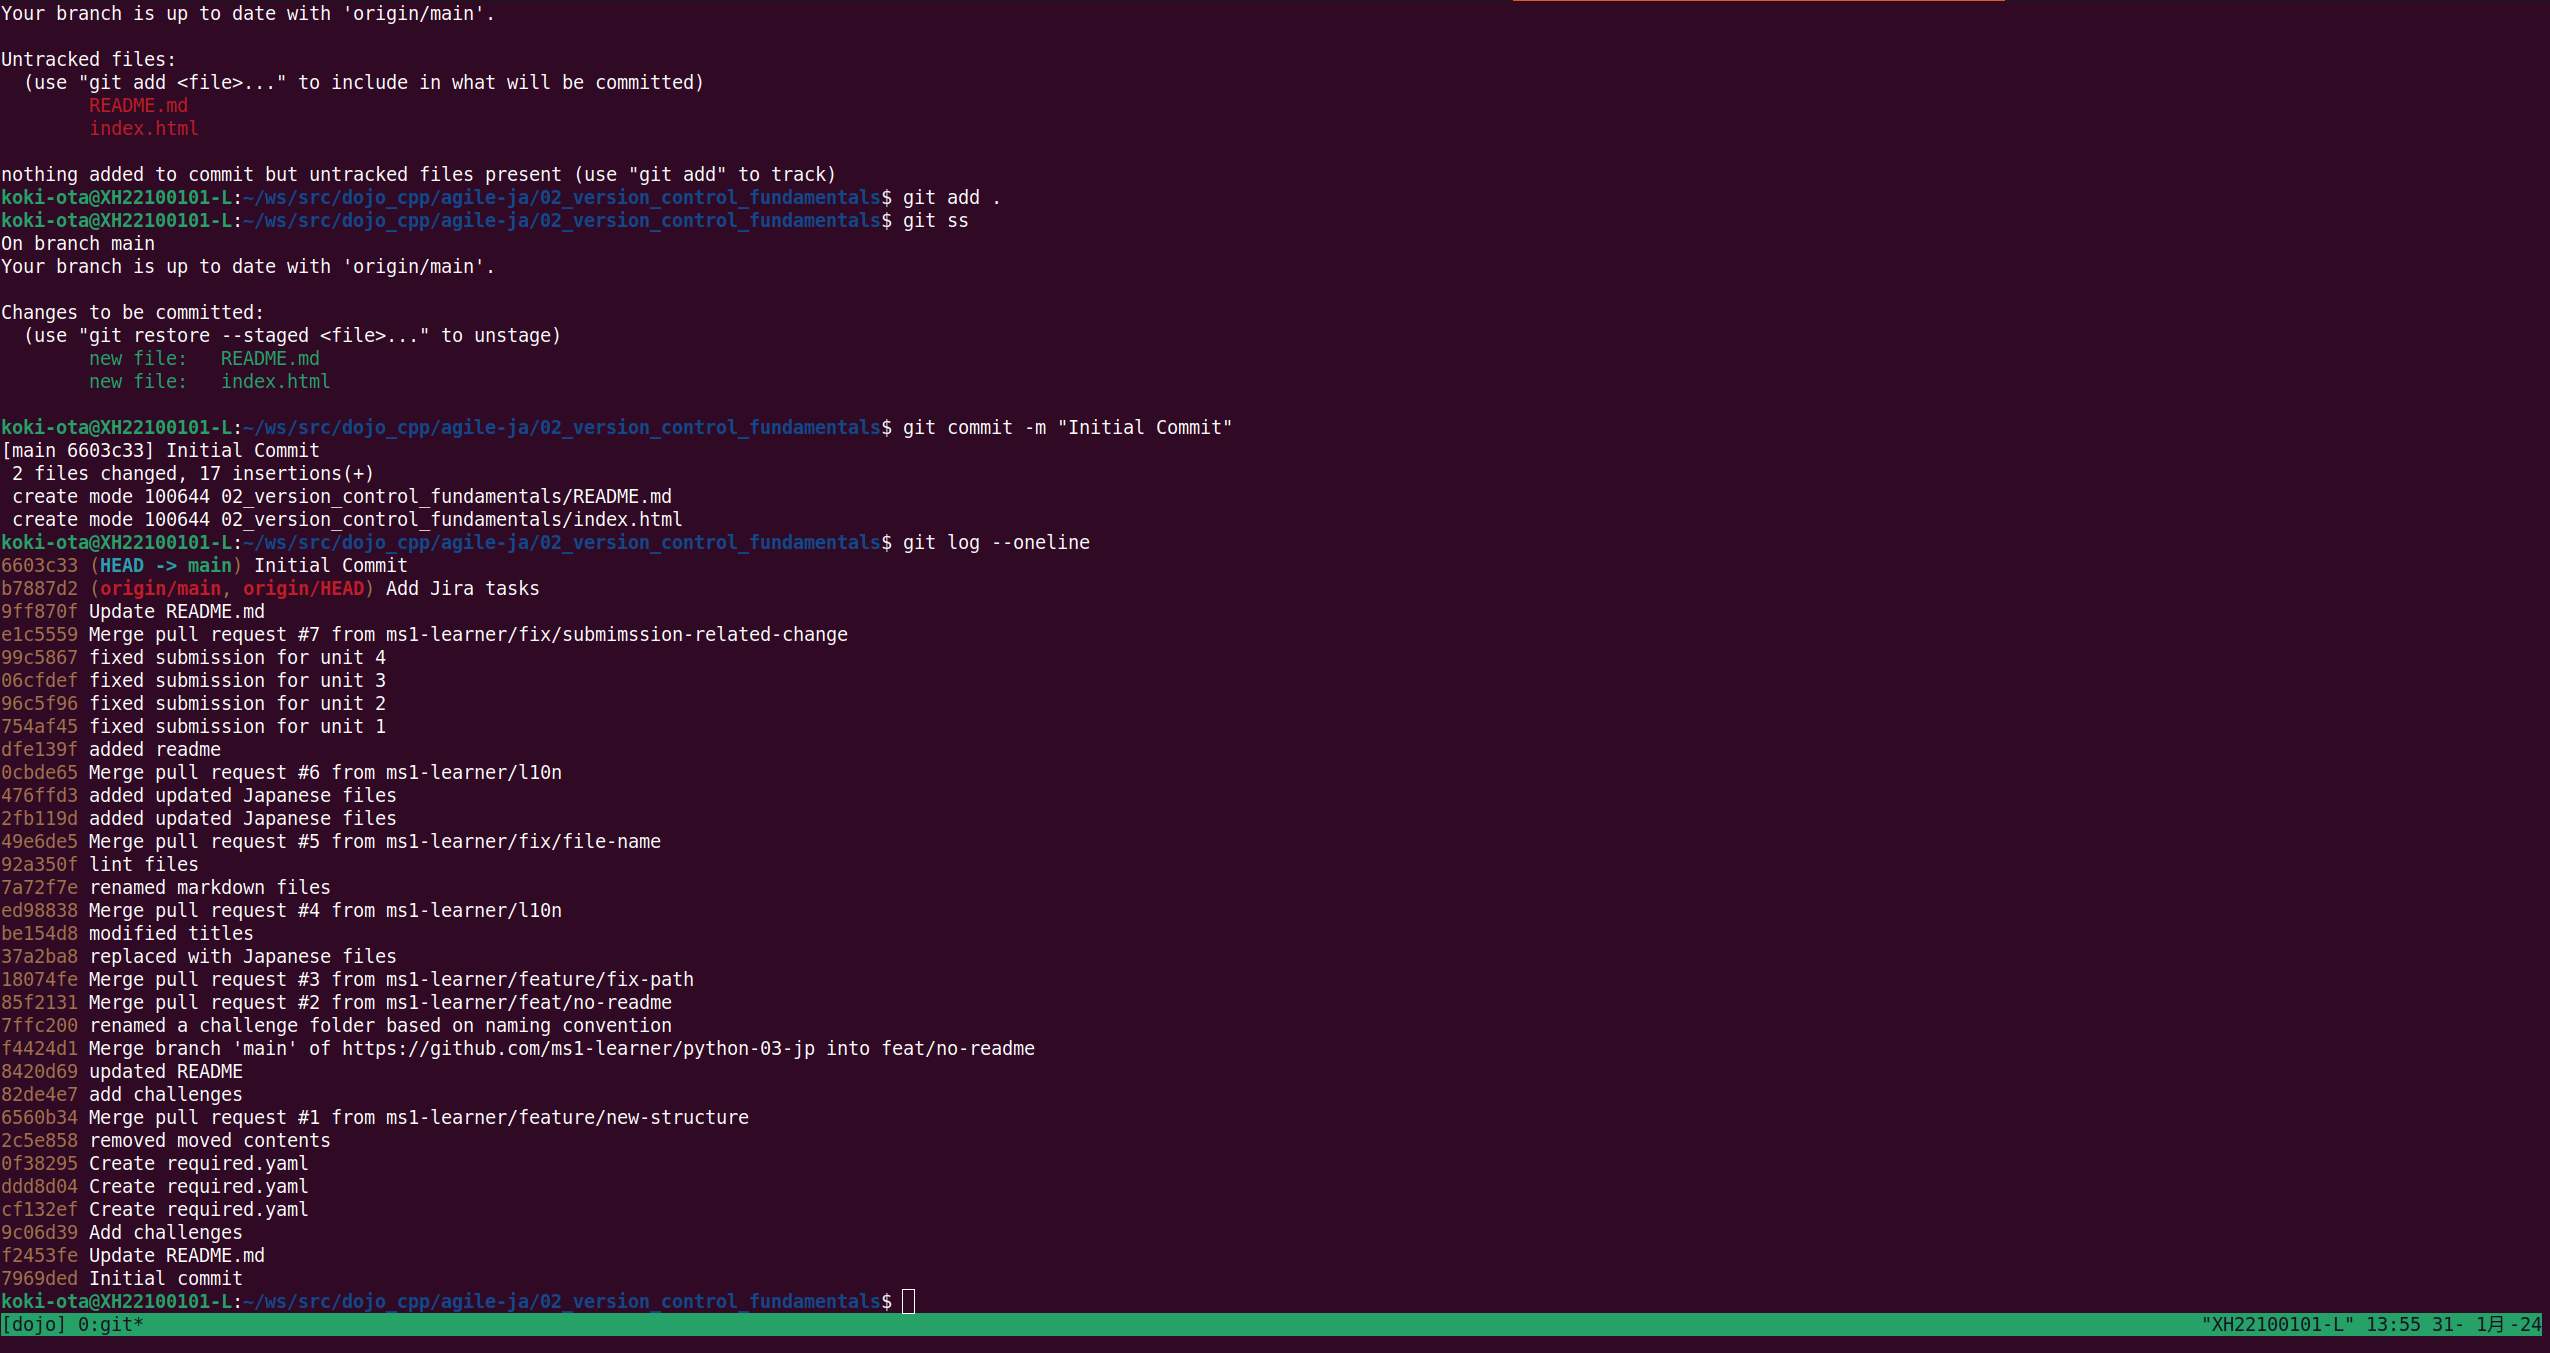 Your branch is up to date with 'origin/main'.

Untracked files:
  (use "git add <file>..." to include in what will be committed)
        README.md
        index.html

nothing added to commit but untracked files present (use "git add" to track)
koki-ota@XH22100101-L:~/ws/src/dojo_cpp/agile-ja/02_version_control_fundamentals$ git add .
koki-ota@XH22100101-L:~/ws/src/dojo_cpp/agile-ja/02_version_control_fundamentals$ git ss
On branch main
Your branch is up to date with 'origin/main'.

Changes to be committed:
  (use "git restore --staged <file>..." to unstage)
        new file:   README.md
        new file:   index.html

koki-ota@XH22100101-L:~/ws/src/dojo_cpp/agile-ja/02_version_control_fundamentals$ git commit -m "Initial Commit"
[main 6603c33] Initial Commit
 2 files changed, 17 insertions(+)
 create mode 100644 02_version_control_fundamentals/README.md
 create mode 100644 02_version_control_fundamentals/index.html
koki-ota@XH22100101-L:~/ws/src/dojo_cpp/agile-ja/02_version_control_fundamentals$ git log --oneline
6603c33 (HEAD -> main) Initial Commit
b7887d2 (origin/main, origin/HEAD) Add Jira tasks
9ff870f Update README.md
e1c5559 Merge pull request #7 from ms1-learner/fix/submimssion-related-change
99c5867 fixed submission for unit 4
06cfdef fixed submission for unit 3
96c5f96 fixed submission for unit 2
754af45 fixed submission for unit 1
dfe139f added readme
0cbde65 Merge pull request #6 from ms1-learner/l10n
476ffd3 added updated Japanese files
2fb119d added updated Japanese files
49e6de5 Merge pull request #5 from ms1-learner/fix/file-name
92a350f lint files
7a72f7e renamed markdown files
ed98838 Merge pull request #4 from ms1-learner/l10n
be154d8 modified titles
37a2ba8 replaced with Japanese files
18074fe Merge pull request #3 from ms1-learner/feature/fix-path
85f2131 Merge pull request #2 from ms1-learner/feat/no-readme
7ffc200 renamed a challenge folder based on naming convention
f4424d1 Merge branch 'main' of https://github.com/ms1-learner/python-03-jp into feat/no-readme
8420d69 updated README
82de4e7 add challenges
6560b34 Merge pull request #1 from ms1-learner/feature/new-structure
2c5e858 removed moved contents
0f38295 Create required.yaml
ddd8d04 Create required.yaml
cf132ef Create required.yaml
9c06d39 Add challenges
f2453fe Update README.md
7969ded Initial commit
koki-ota@XH22100101-L:~/ws/src/dojo_cpp/agile-ja/02_version_control_fundamentals$
[dojo] 0:git* "XH22100101-L" 13:55 31- 1月-24